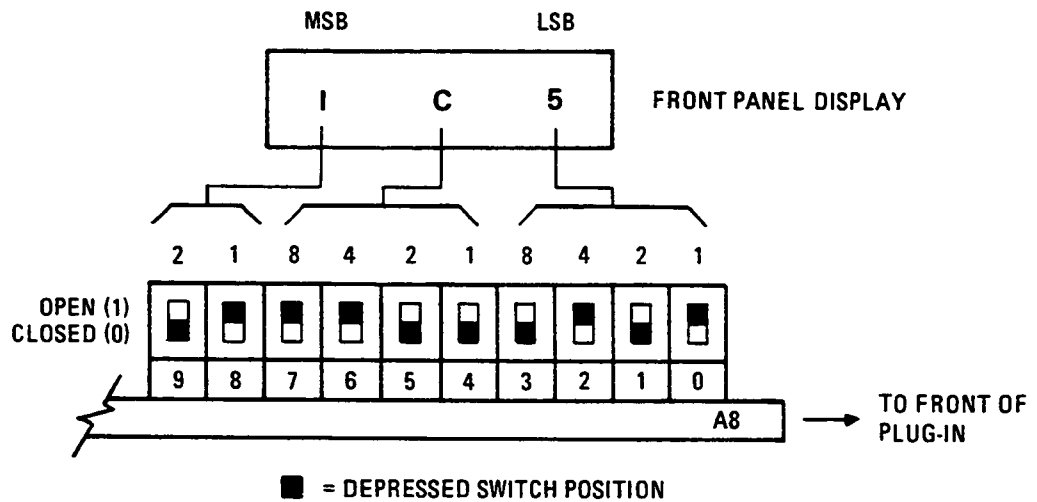 MSB LSB
I C 5 FRONT PANEL DISPLAY
2 1 8 4 2 1 8 4 2 1
OPEN (1)
CLOSED (0)
9 8 7 6 5 4 3 2 1 0
A8 TO FRONT OF
PLUG-IN
= DEPRESSED SWITCH POSITION